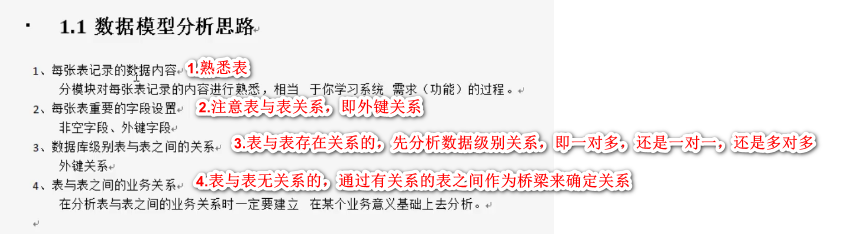 1.1 数据模型分析思路
1、每张表记录的数据内容 1.熟悉表
分模块对每张表记录的内容进行熟悉，相当 于你学习系统 需求（功能）的过程。
2、每张表重要的字段设置 2.注意表与表关系，即外键关系
非空字段、外键字段
3、数据库级别表与表之间的关系 3.表与表存在关系的，先分析数据级别关系，即一对多，还是一对一，还是多对多
外键关系
4、表与表之间的业务关系 4.表与表无关系的，通过有关系的表之间作为桥梁来确定关系
在分析表与表之间的业务关系时一定要建立 在某个业务意义基础上去分析。